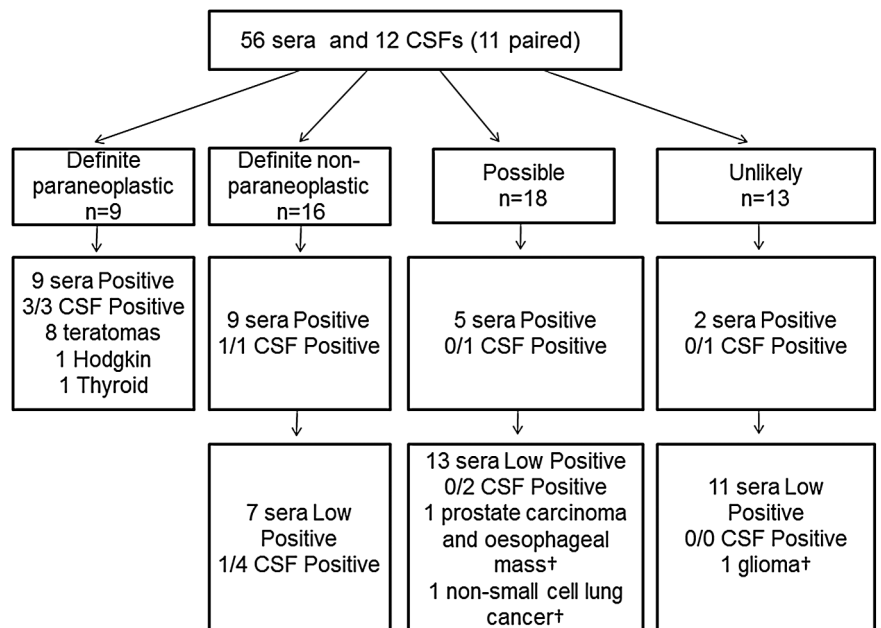 56 sera and 12 CSFs (11 paired)
Definite
paraneoplastic
n=9
Definite non-
paraneoplastic
n=16
Possible
n=18
Unlikely
n=13
9 sera Positive
3/3 CSF Positive
8 teratomas
1 Hodgkin
1 Thyroid
9 sera Positive
1/1 CSF Positive
5 sera Positive
0/1 CSF Positive
2 sera Positive
0/1 CSF Positive
7 sera Low
Positive
1/4 CSF Positive
13 sera Low Positive
0/2 CSF Positive
1 prostate carcinoma
and oesophageal
mass†
1 non-small cell lung
cancer†
11 sera Low
Positive
0/0 CSF Positive
1 glioma†